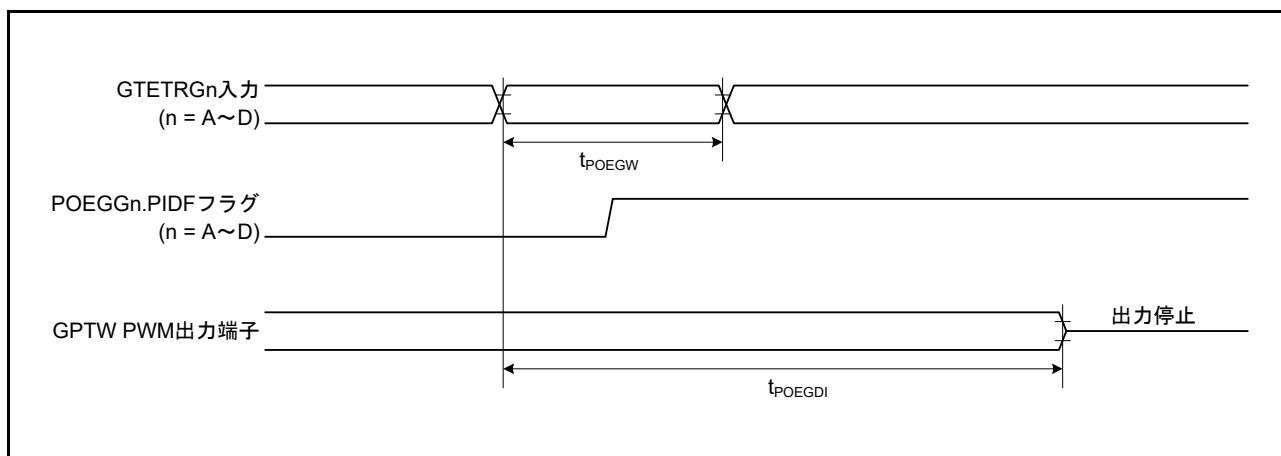 GTETRGn入力
(n = A～D)
tPOEGW
POEGGn.PIDFフラグ
(n = A～D)
GPTW PWM出力端子
出力停止
tPOEGDI